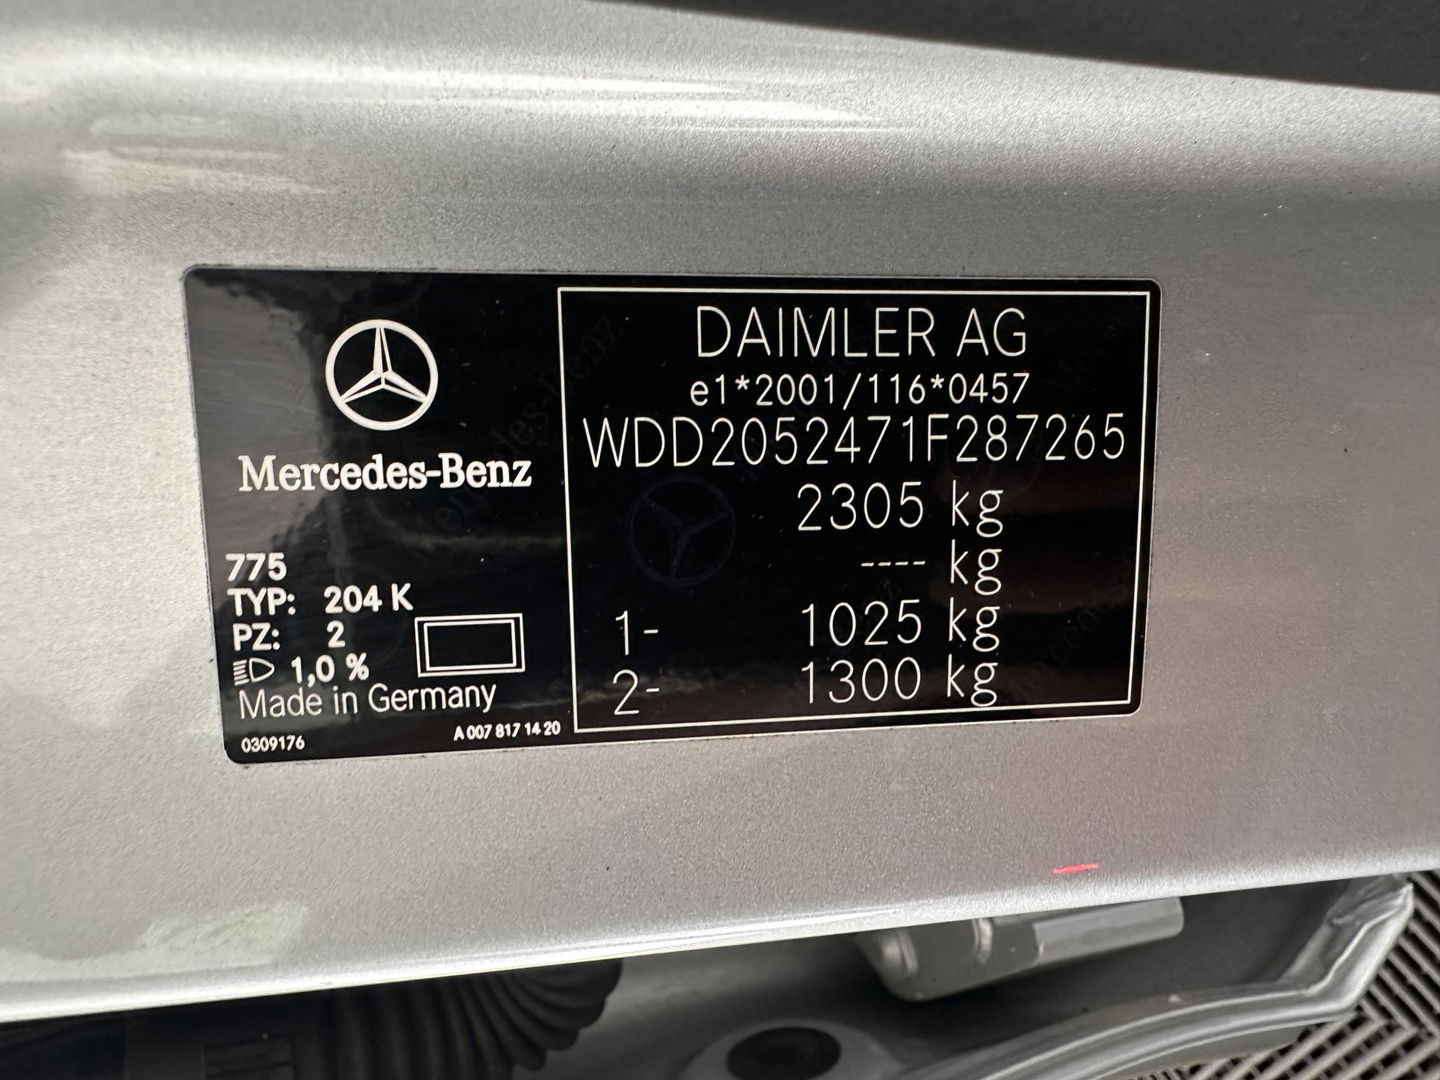 Mercedes-Benz
775
TYP: 204 K
PZ: 2
1,0 %
Made in Germany
0309176
A 007 817 14 20
DAIMLER AG
e1*2001/116*0457
WDD2052471F287265
2305 kg
---- kg
1- 1025 kg
2- 1300 kg